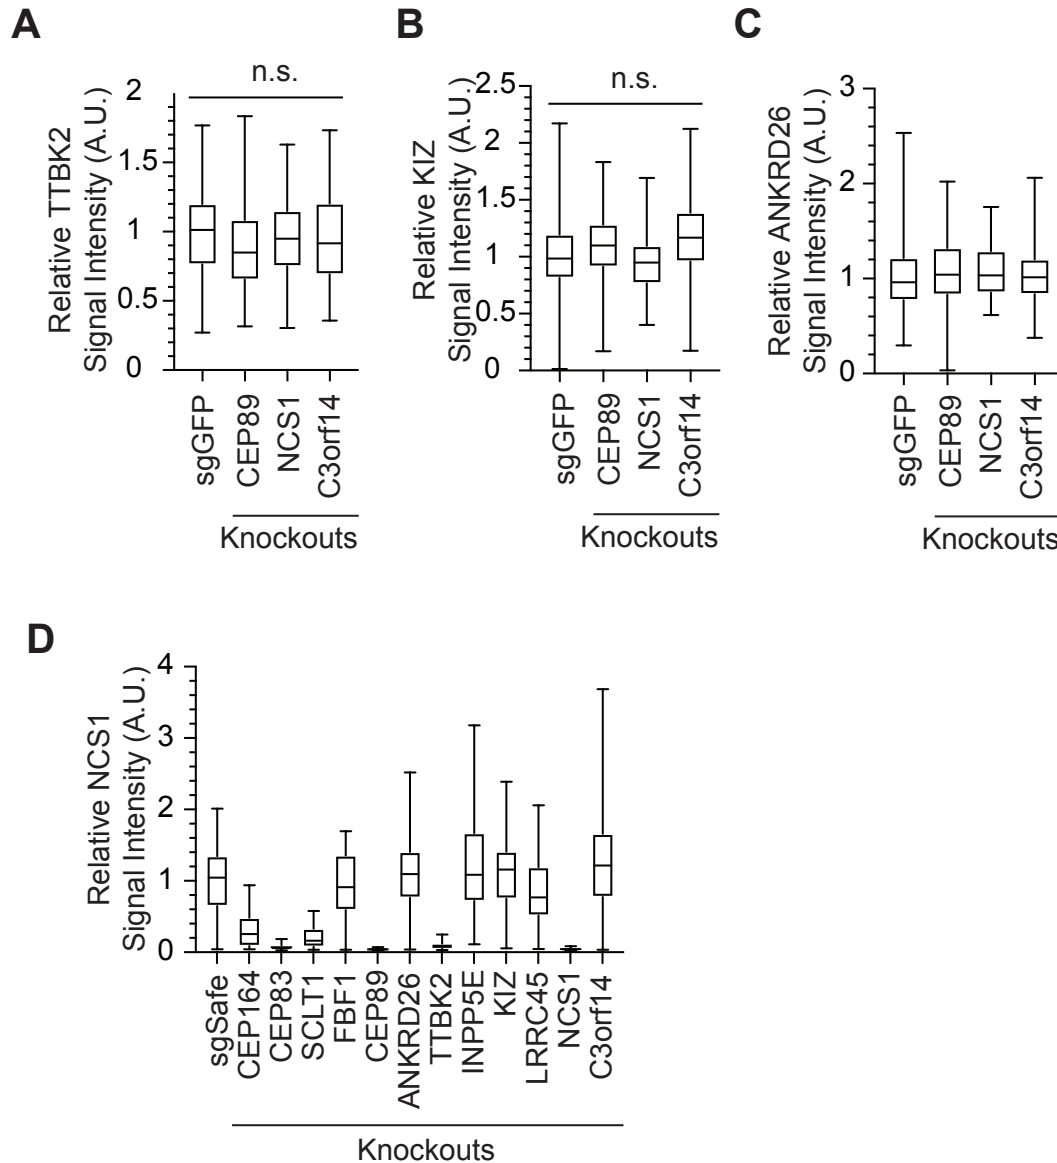 A
Relative TTBK2
Signal Intensity (A.U.)
n.s.
2
1.5
1
0.5
0
sgGFP
CEP89
NCS1
C3orf14
Knockouts
B
Relative KIZ
Signal Intensity (A.U.)
n.s.
2.5
2
1.5
1
0.5
0
sgGFP
CEP89
NCS1
C3orf14
Knockouts
C
Relative ANKRD26
Signal Intensity (A.U.)
3
2
1
0
sgGFP
CEP89
NCS1
C3orf14
Knockouts
D
Relative NCS1
Signal Intensity (A.U.)
4
3
2
1
0
sgSafe
CEP164
CEP83
SCLT1
FBF1
CEP89
ANKRD26
TTBK2
INPP5E
KIZ
LRRC45
NCS1
C3orf14
Knockouts